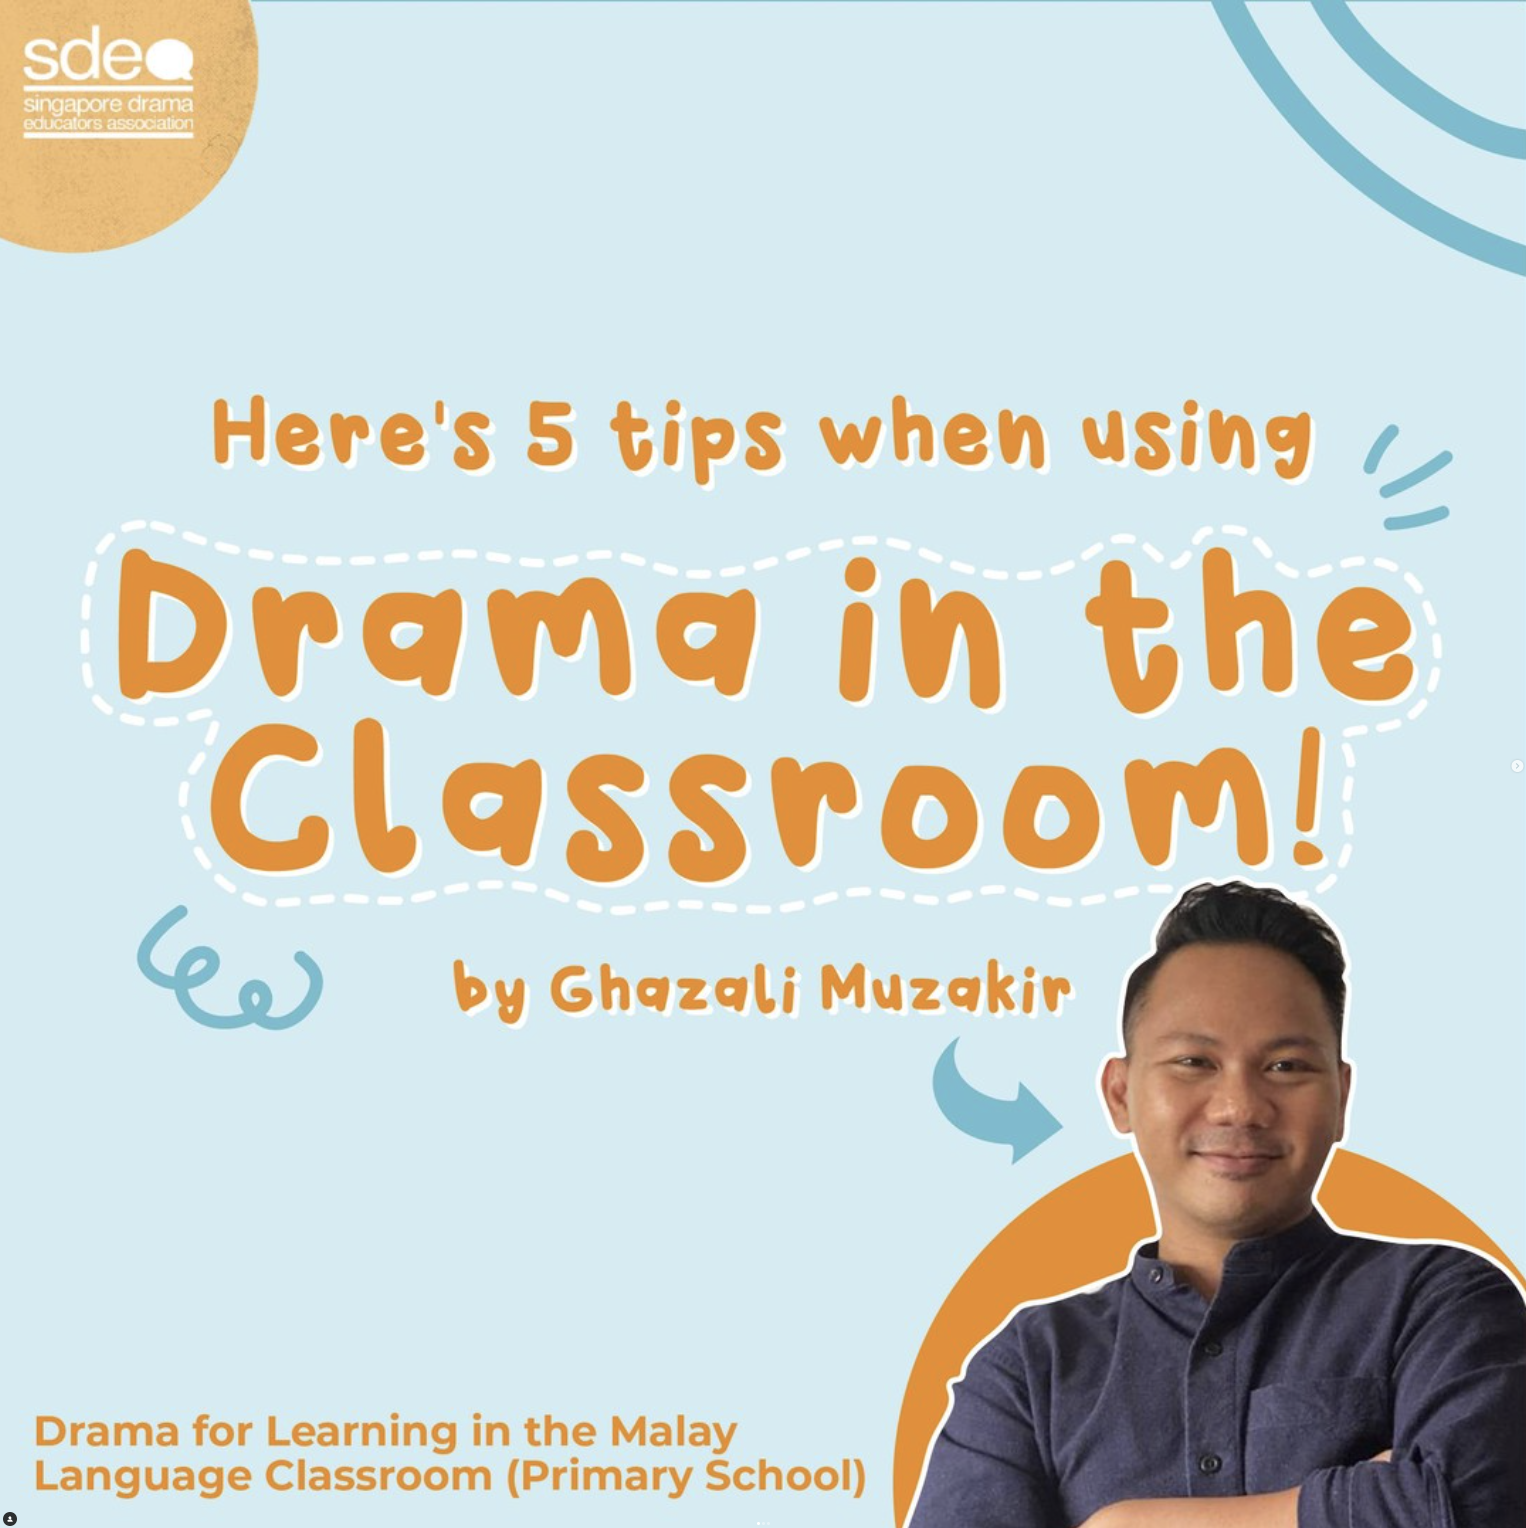 sde
singapore drama
educators association
Here's 5 tips when using
Drama in the
Classroom!
by Ghazali Muzakir
Drama for Learning in the Malay
Language Classroom (Primary School)